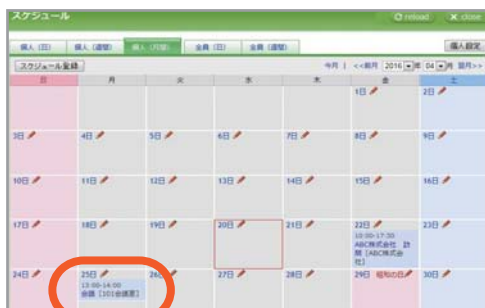 スケジュール reload × close
個人（日） 個人（週間） 個人（月間） 全員（日） 全員（週間） 個人設定
スケジュール登録 今月 | <<前月 2016 年 04 月 翌月>>
日 月 火 水 木 金 土
1日 2日
3日 4日 5日 6日 7日 8日 9日
10日 11日 12日 13日 14日 15日 16日
17日 18日 19日 20日 21日 22日 23日
10:00-17:30
ABC株式会社 訪
問 [ABC株式会
社]
24日 25日 26日 27日 28日 29日 昭和の日 30日
13:00-14:00
会議 [101会議室]